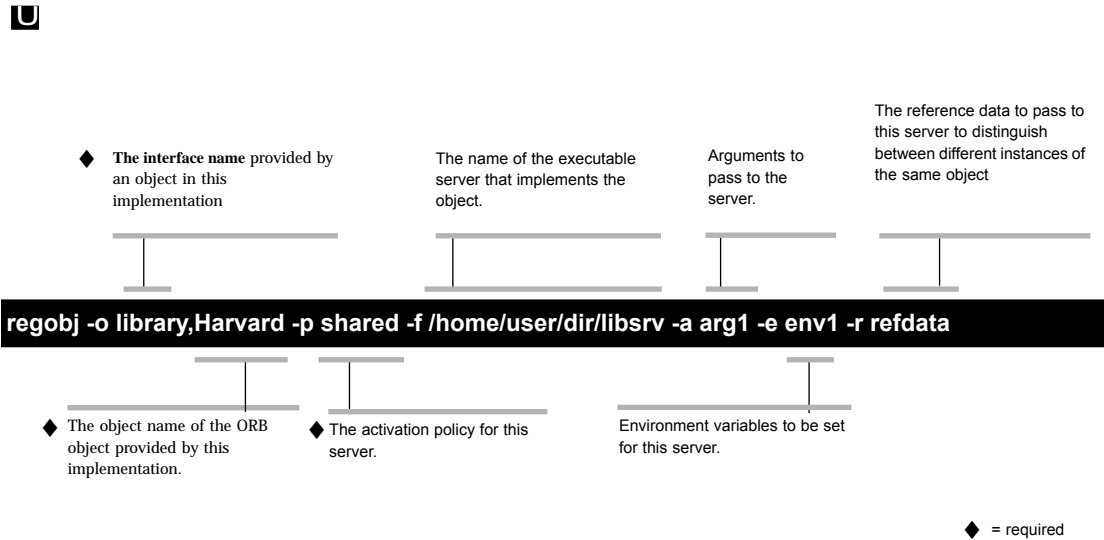 U
The reference data to pass to
this server to distinguish
between different instances of
the same object
The interface name provided by
an object in this
implementation
The name of the executable
server that implements the
object.
Arguments to
pass to the
server.
regobj -o library,Harvard -p shared -f /home/user/dir/libsrv -a arg1 -e env1 -r refdata
The object name of the ORB
object provided by this
implementation.
The activation policy for this
server.
Environment variables to be set
for this server.
= required